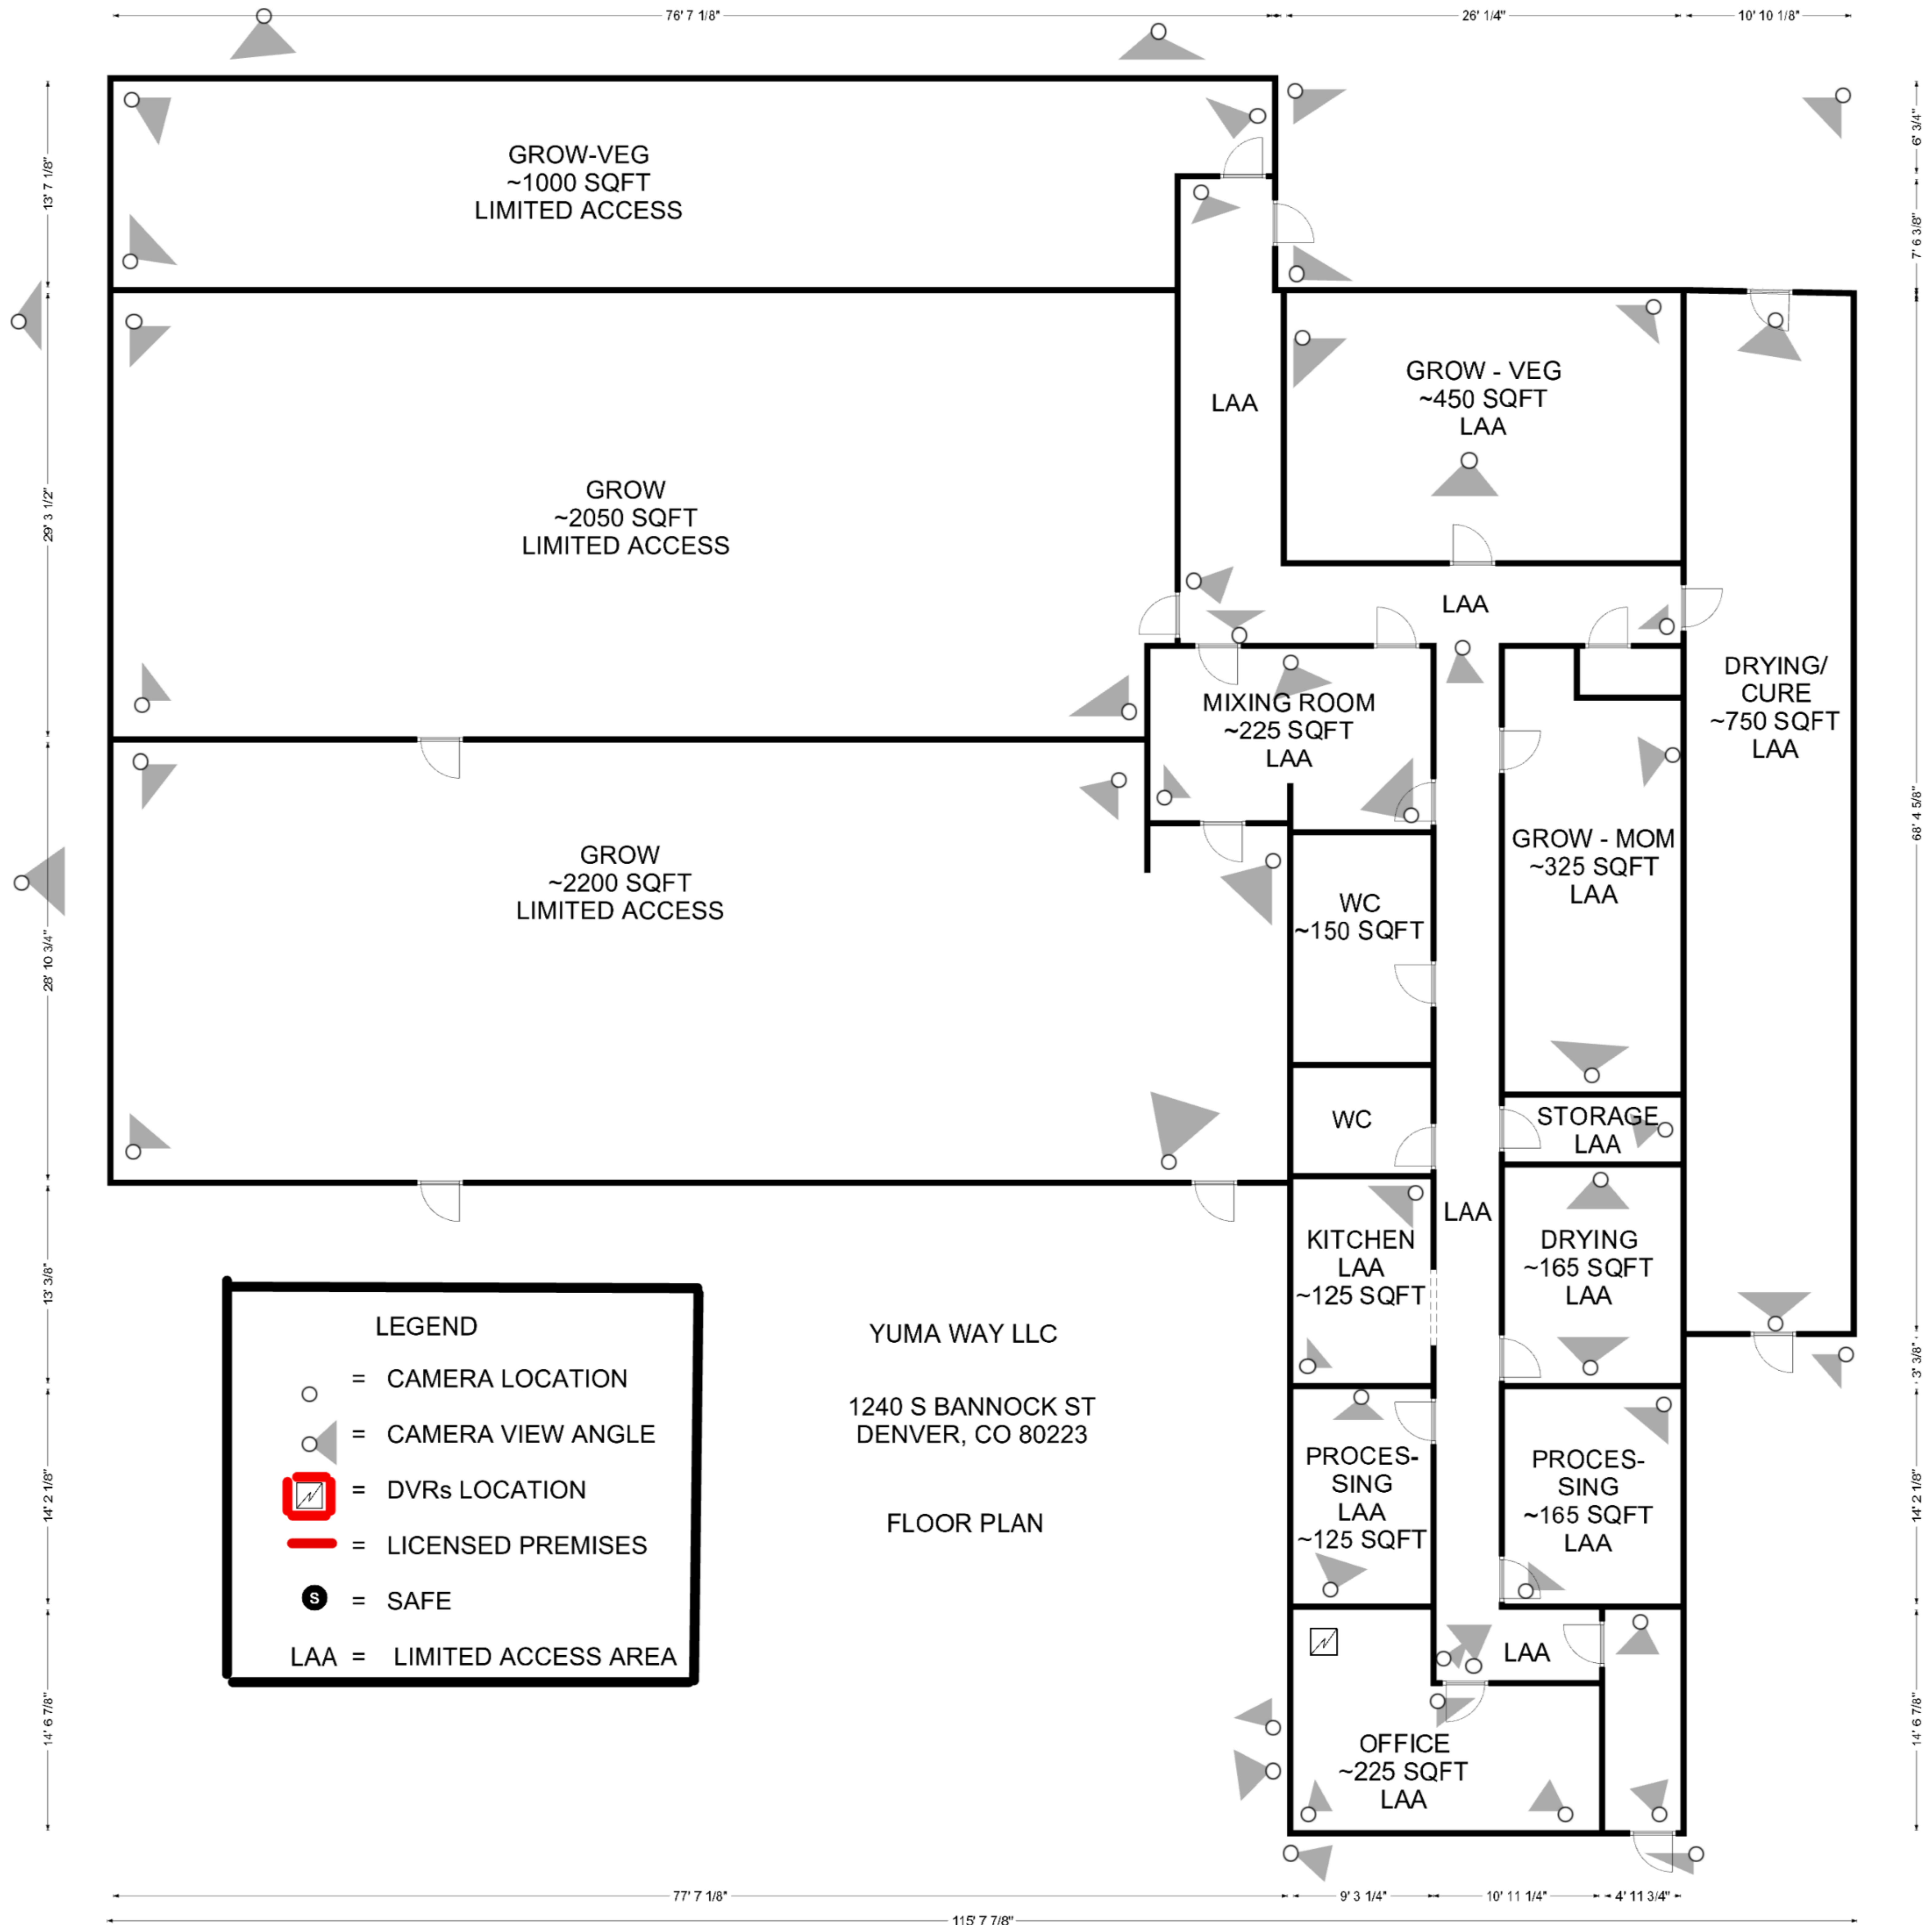 76' 7 1/8"
26' 1/4"
10' 10 1/8"
13' 7 1/8"
29' 3 1/2"
28' 10 3/4"
13' 3/8"
14' 2 1/8"
14' 6 7/8"
GROW-VEG
~1000 SQFT
LIMITED ACCESS
GROW
~2050 SQFT
LIMITED ACCESS
GROW
~2200 SQFT
LIMITED ACCESS
LAA
GROW - VEG
~450 SQFT
LAA
LAA
MIXING ROOM
~225 SQFT
LAA
DRYING/
CURE
~750 SQFT
LAA
GROW - MOM
~325 SQFT
LAA
WC
~150 SQFT
WC
STORAGE
LAA
LAA
KITCHEN
LAA
~125 SQFT
DRYING
~165 SQFT
LAA
PROCES-
SING
LAA
~125 SQFT
PROCES-
SING
~165 SQFT
LAA
LAA
OFFICE
~225 SQFT
LAA
LEGEND
= CAMERA LOCATION
= CAMERA VIEW ANGLE
= DVRs LOCATION
= LICENSED PREMISES
S = SAFE
LAA = LIMITED ACCESS AREA
YUMA WAY LLC
1240 S BANNOCK ST
DENVER, CO 80223
FLOOR PLAN
6' 3/4"
7' 6 3/8"
68' 4 5/8"
3' 3/8"
14' 2 1/8"
14' 6 7/8"
77' 7 1/8"
9' 3 1/4"
10' 11 1/4"
4' 11 3/4"
115' 7 7/8"